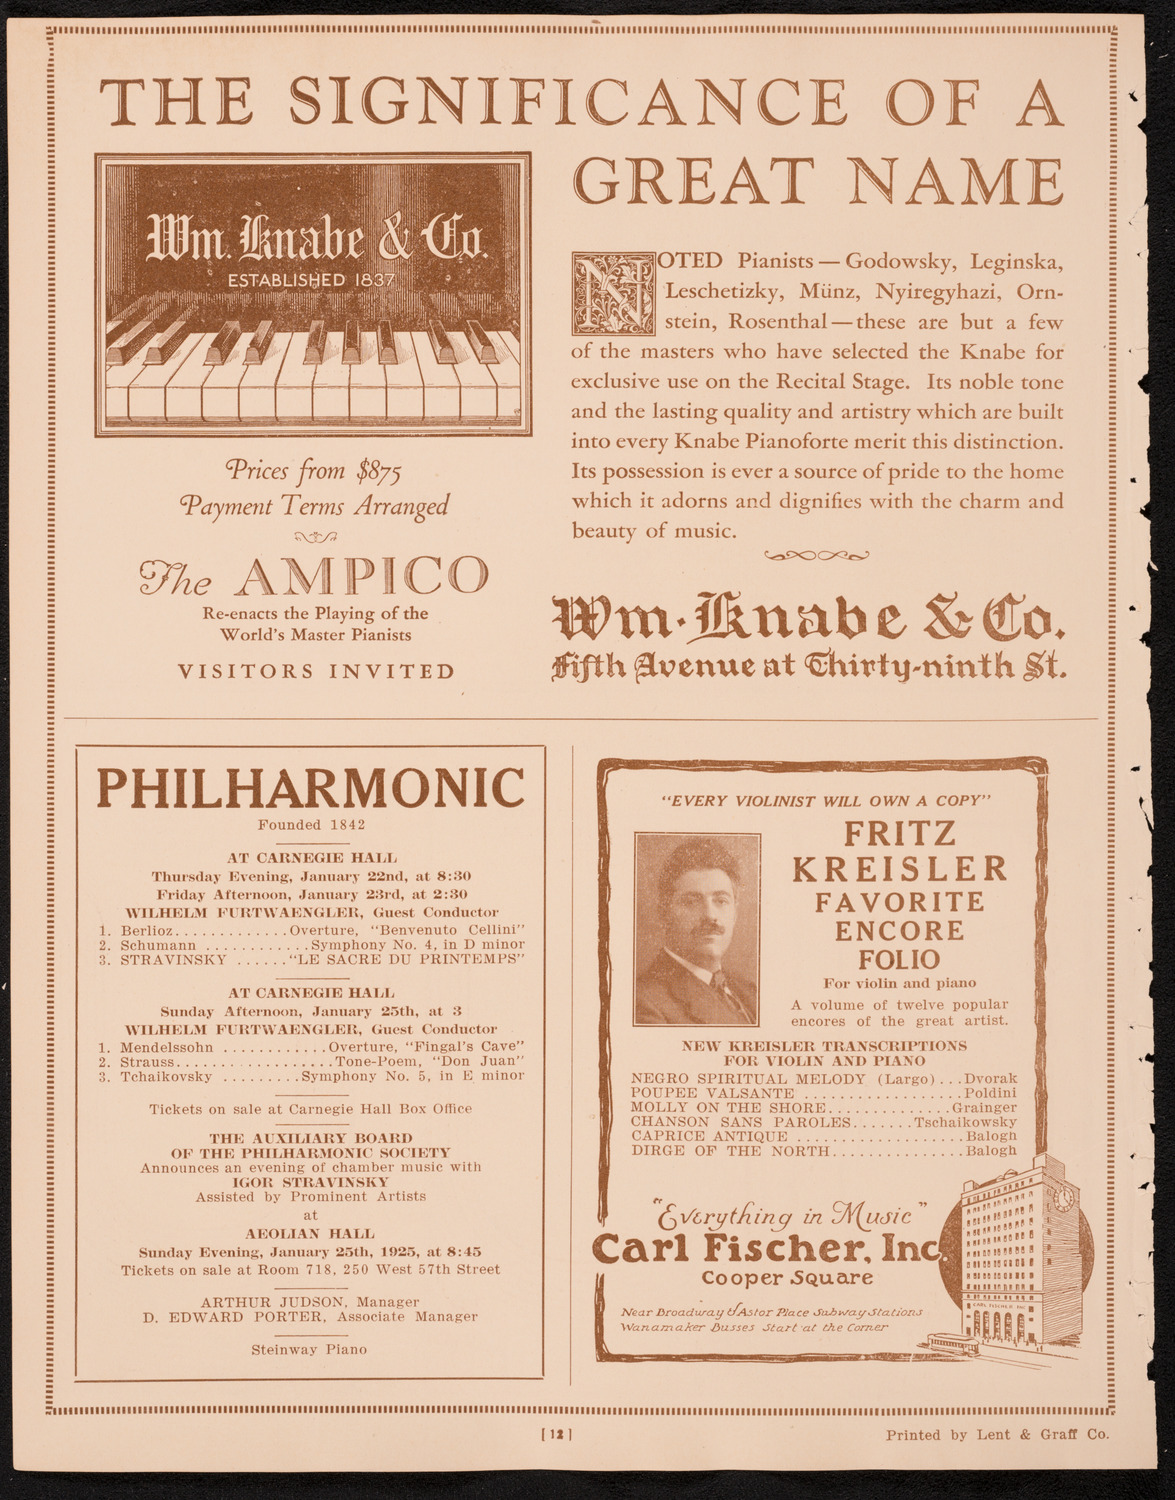 THE SIGNIFICANCE OF A
GREAT NAME
Wm. Knabe & Co.
ESTABLISHED 1837
Prices from $875
Payment Terms Arranged
The AMPICO
Re-enacts the Playing of the
World's Master Pianists
VISITORS INVITED
NOTED Pianists — Godowsky, Leginska,
Leschetizky, Münz, Nyiregyhazi, Orn-
stein, Rosenthal — these are but a few
of the masters who have selected the Knabe for
exclusive use on the Recital Stage. Its noble tone
and the lasting quality and artistry which are built
into every Knabe Pianoforte merit this distinction.
Its possession is ever a source of pride to the home
which it adorns and dignifies with the charm and
beauty of music.
Wm. Knabe & Co.
Fifth Avenue at Thirty-ninth St.
PHILHARMONIC
Founded 1842
AT CARNEGIE HALL
Thursday Evening, January 22nd, at 8:30
Friday Afternoon, January 23rd, at 2:30
WILHELM FURTWAENGLER, Guest Conductor
1. Berlioz.............Overture, "Benvenuto Cellini"
2. Schumann ............Symphony No. 4, in D minor
3. STRAVINSKY ......"LE SACRE DU PRINTEMPS"
AT CARNEGIE HALL
Sunday Afternoon, January 25th, at 3
WILHELM FURTWAENGLER, Guest Conductor
1. Mendelssohn ............Overture, "Fingal's Cave"
2. Strauss..................Tone-Poem, "Don Juan"
3. Tchaikovsky .........Symphony No. 5, in E minor
Tickets on sale at Carnegie Hall Box Office
THE AUXILIARY BOARD
OF THE PHILHARMONIC SOCIETY
Announces an evening of chamber music with
IGOR STRAVINSKY
Assisted by Prominent Artists
at
AEOLIAN HALL
Sunday Evening, January 25th, 1925, at 8:45
Tickets on sale at Room 718, 250 West 57th Street
ARTHUR JUDSON, Manager
D. EDWARD PORTER, Associate Manager
Steinway Piano
"EVERY VIOLINIST WILL OWN A COPY"
FRITZ
KREISLER
FAVORITE
ENCORE
FOLIO
For violin and piano
A volume of twelve popular
encores of the great artist.
NEW KREISLER TRANSCRIPTIONS
FOR VIOLIN AND PIANO
NEGRO SPIRITUAL MELODY (Largo)...Dvorak
POUPEE VALSANTE ..................Poldini
MOLLY ON THE SHORE..............Grainger
CHANSON SANS PAROLES.......Tschaikowsky
CAPRICE ANTIQUE ...................Balogh
DIRGE OF THE NORTH...............Balogh
"Everything in Music"
Carl Fischer, Inc.
Cooper Square
Near Broadway & Astor Place Subway Stations
Wanamaker Busses Start at the Corner
CARL FISCHER INC
[ 12 ]
Printed by Lent & Graff Co.